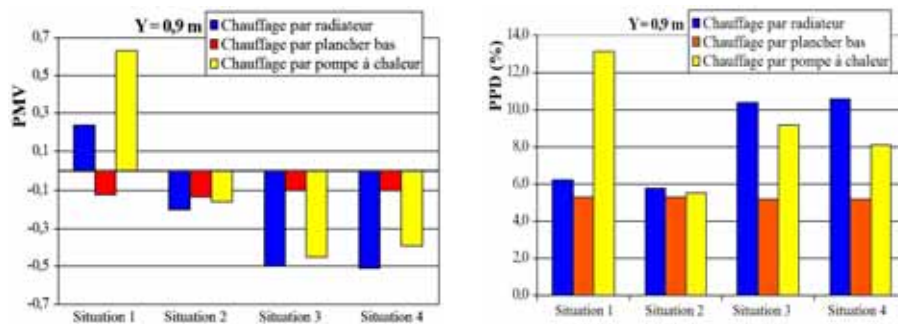 Y = 0,9 m
Chauffage par radiateur
Chauffage par plancher bas
Chauffage par pompe à chaleur
PMV
0,7
0,5
0,3
0,1
-0,1
-0,3
-0,5
-0,7
Situation 1
Situation 2
Situation 3
Situation 4
Y = 0,9 m
Chauffage par radiateur
Chauffage par plancher bas
Chauffage par pompe à chaleur
PPD (%)
14,0
12,0
10,0
8,0
6,0
4,0
2,0
0,0
Situation 1
Situation 2
Situation 3
Situation 4